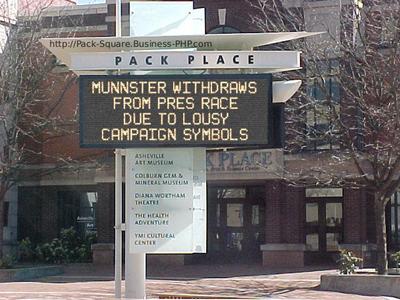 http://Pack-Square.Business-PHP.com
PACK PLACE
MUNNSTER WITHDRAWS
FROM PRES RACE
DUE TO LOUSY
CAMPAIGN SYMBOLS
ASHEVILLE
ART MUSEUM
COLBURN GEM &
MINERAL MUSEUM
DIANA WORTHAM
THEATRE
THE HEALTH
ADVENTURE
YMI CULTURAL
CENTER
K PLACE